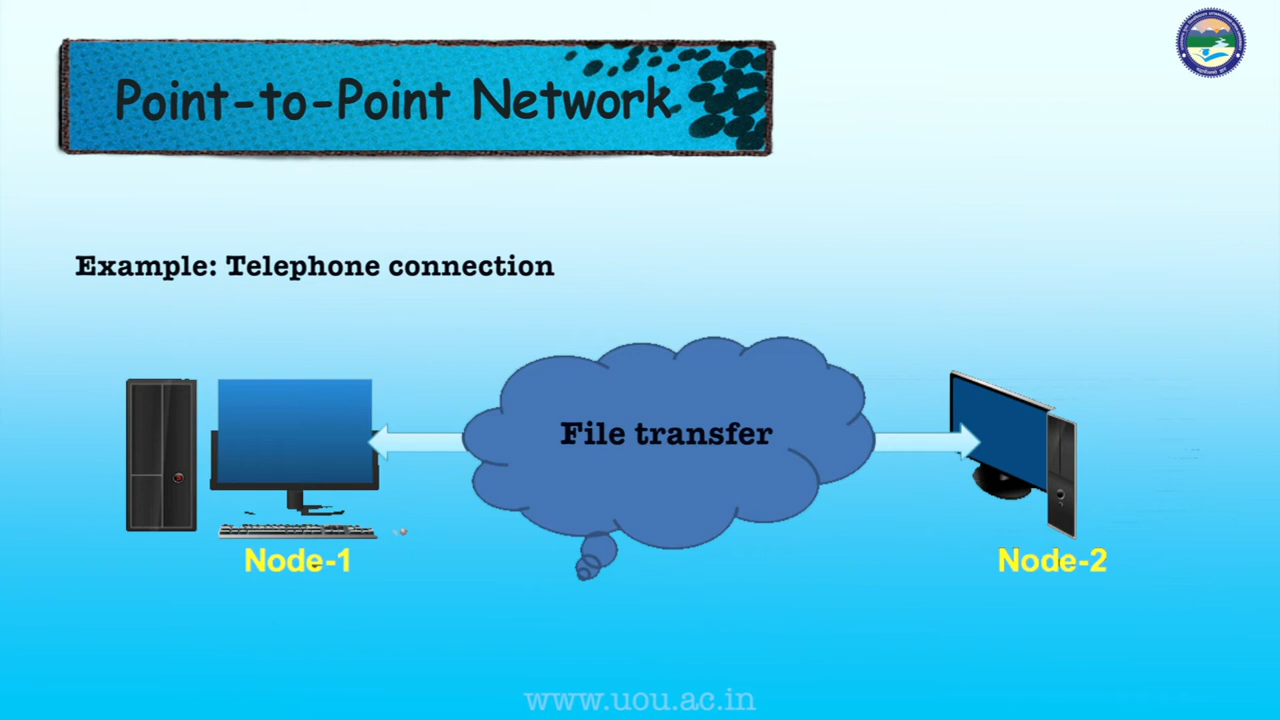 Point-to-Point Network
Example: Telephone connection
File transfer
Node-1
Node-2
www.uou.ac.in